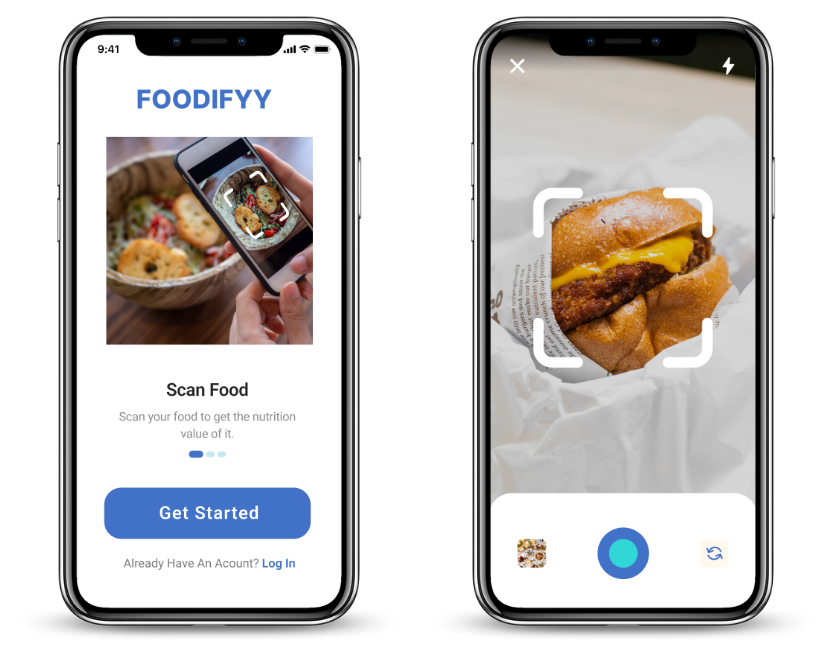 9:41
FOODIFYY
Scan Food
Scan your food to get the nutrition
value of it.
Get Started
Already Have An Acount? Log In